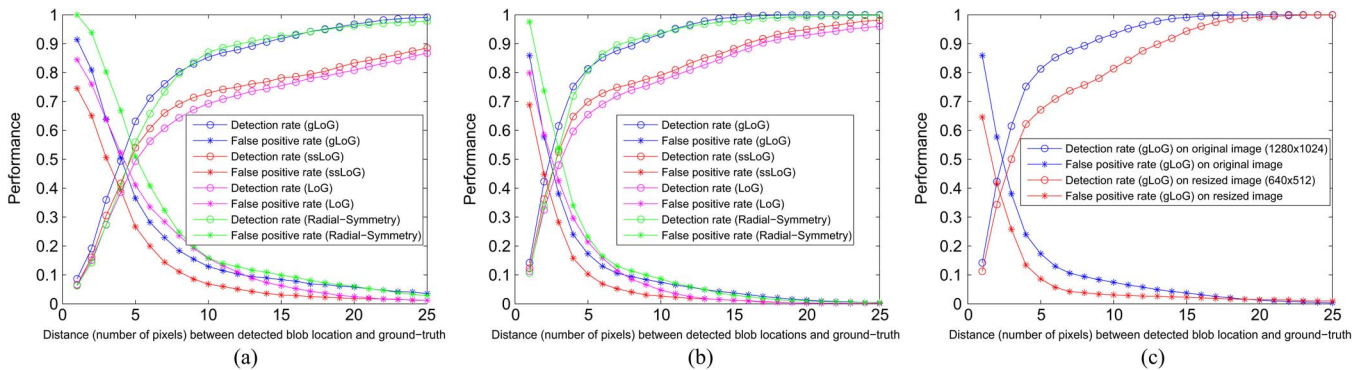 1
0.9
0.8
0.7
0.6
0.5
0.4
0.3
0.2
0.1
0
Performance
Detection rate (gLoG)
False positive rate (gLoG)
Detection rate (ssLoG)
False positive rate (ssLoG)
Detection rate (LoG)
False positive rate (LoG)
Detection rate (Radial-Symmetry)
False positive rate (Radial-Symmetry)
0 5 10 15 20 25
Distance (number of pixels) between detected blob location and ground-truth
(a)
1
0.9
0.8
0.7
0.6
0.5
0.4
0.3
0.2
0.1
0
Performance
Detection rate (gLoG)
False positive rate (gLoG)
Detection rate (ssLoG)
False positive rate (ssLoG)
Detection rate (LoG)
False positive rate (LoG)
Detection rate (Radial-Symmetry)
False positive rate (Radial-Symmetry)
0 5 10 15 20 25
Distance (number of pixels) between detected blob locations and ground-truth
(b)
1
0.9
0.8
0.7
0.6
0.5
0.4
0.3
0.2
0.1
0
Performance
Detection rate (gLoG) on original image (1280x1024)
False positive rate (gLoG) on original image
Detection rate (gLoG) on resized image (640x512)
False positive rate (gLoG) on resized image
0 5 10 15 20 25
Distance (number of pixels) between detected blob location and ground-truth
(c)